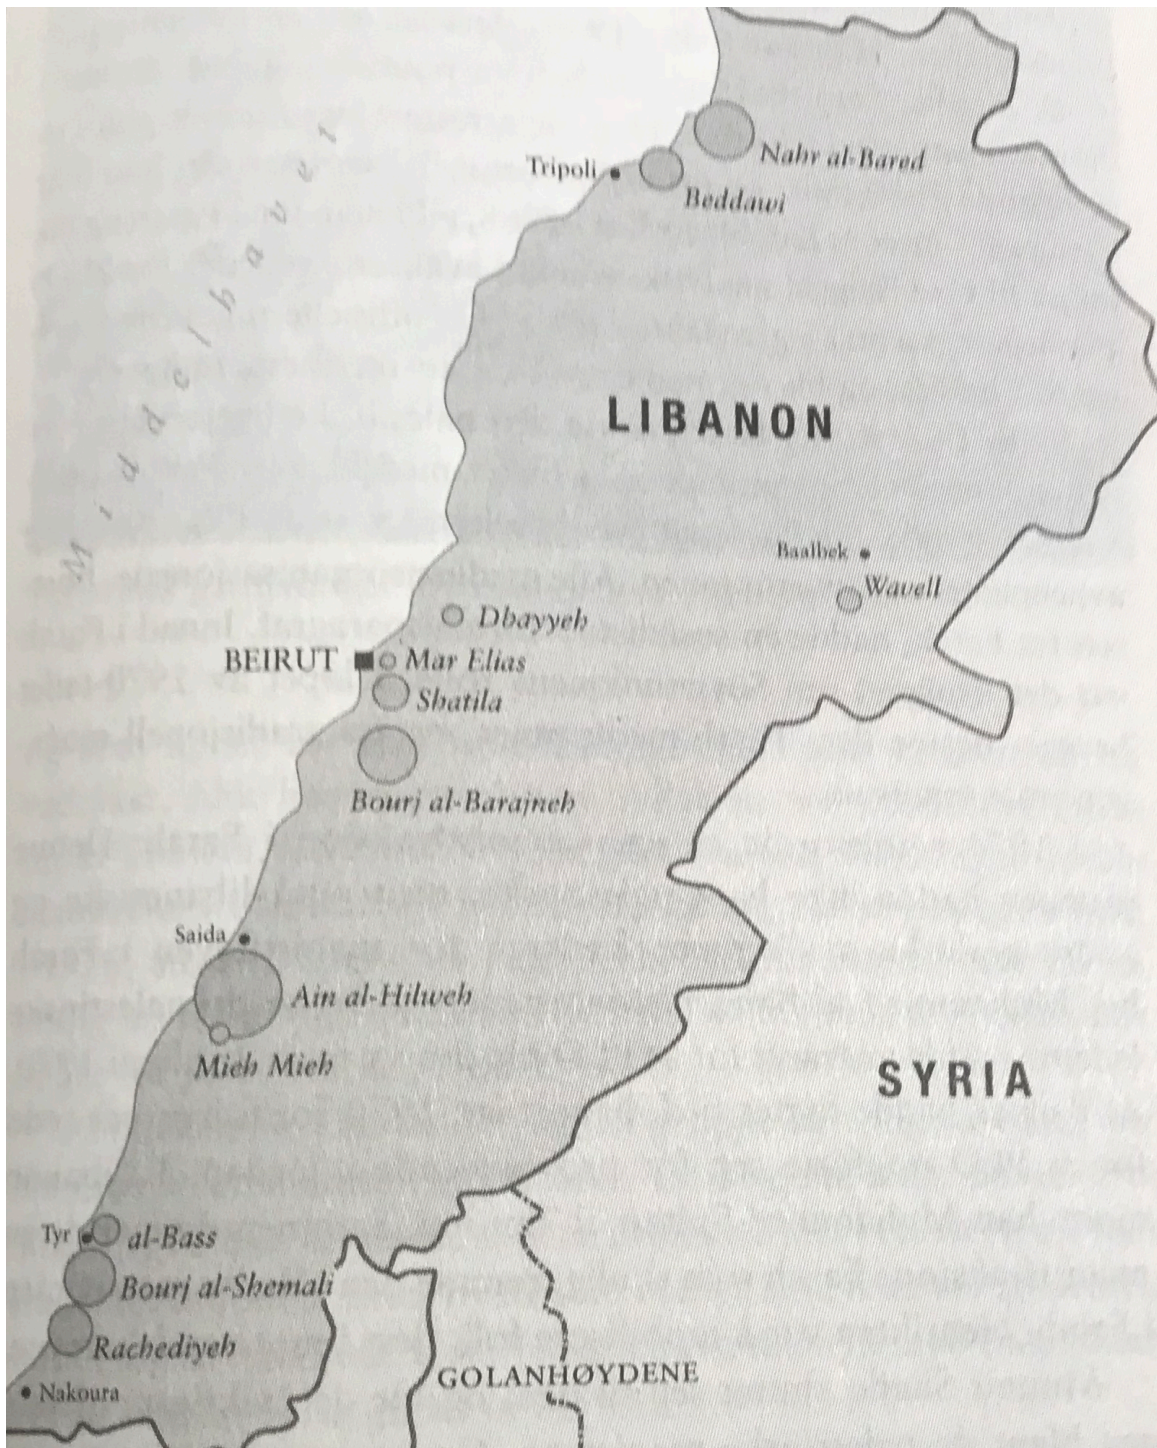 Tripoli
Nahr al-Bared
Beddawi
Middelhavet
LIBANON
Baalbek
Wavell
Dbayyeh
BEIRUT
Mar Elias
Shatila
Bourj al-Barajneh
Saida
Ain al-Hilweh
Mieh Mieh
SYRIA
Tyr
al-Bass
Bourj al-Shemali
Rachediyeh
GOLANHØYDENE
Nakoura